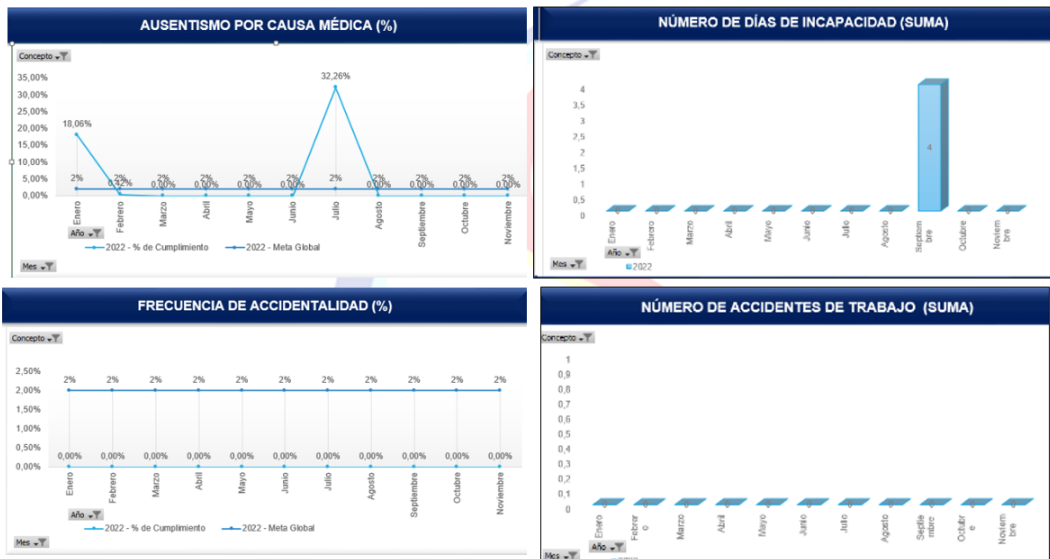 AUSENTISMO POR CAUSA MÉDICA (%)
Concepto
35,00%
30,00%
25,00%
20,00%
15,00%
10,00%
5,00%
0,00%
18,06%
32,26%
2% 2% 2% 2% 2% 2% 2% 2% 2% 2% 2%
0,42% 0,00% 0,00% 0,00% 0,00% 0,00% 0,00% 0,00% 0,00%
Enero Febrero Marzo Abril Mayo Junio Julio Agosto Septiembre Octubre Noviembre
Año
2022 - % de Cumplimiento 2022 - Meta Global
Mes
NÚMERO DE DÍAS DE INCAPACIDAD (SUMA)
Concepto
4
3,5
3
2,5
2
1,5
1
0,5
0
4
Enero Febrero Marzo Abril Mayo Junio Julio Agosto Septiem
bre Octubre Noviem
bre
Año
Mes
2022
FRECUENCIA DE ACCIDENTALIDAD (%)
Concepto
2,50%
2,00%
1,50%
1,00%
0,50%
0,00%
2% 2% 2% 2% 2% 2% 2% 2% 2% 2% 2%
0,00% 0,00% 0,00% 0,00% 0,00% 0,00% 0,00% 0,00% 0,00% 0,00% 0,00%
Enero Febrero Marzo Abril Mayo Junio Julio Agosto Septiembre Octubre Noviembre
Año
2022 - % de Cumplimiento 2022 - Meta Global
Mes
NÚMERO DE ACCIDENTES DE TRABAJO (SUMA)
Concepto
1
0,9
0,8
0,7
0,6
0,5
0,4
0,3
0,2
0,1
0
Enero Febrer
o Marzo Abril Mayo Junio Julio Agosto Septie
mbre Octubr
e Noviem
bre
Año
Mes